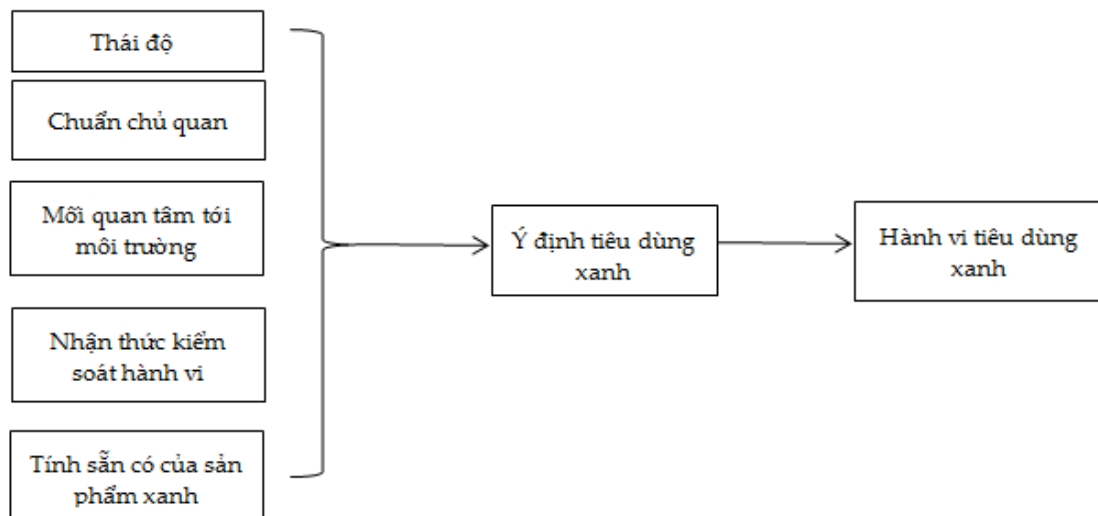 Thái độ
Chuẩn chủ quan
Mối quan tâm tới
môi trường
Nhận thức kiểm
soát hành vi
Tính sẵn có của sản
phẩm xanh
Ý định tiêu dùng
xanh
Hành vi tiêu dùng
xanh